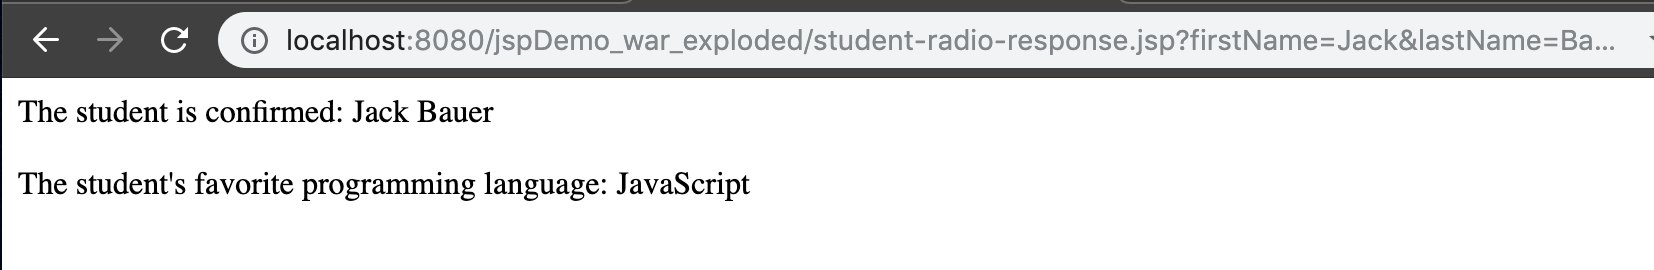 localhost:8080/jspDemo_war_exploded/student-radio-response.jsp?firstName=Jack&lastName=Ba...
The student is confirmed: Jack Bauer
The student's favorite programming language: JavaScript